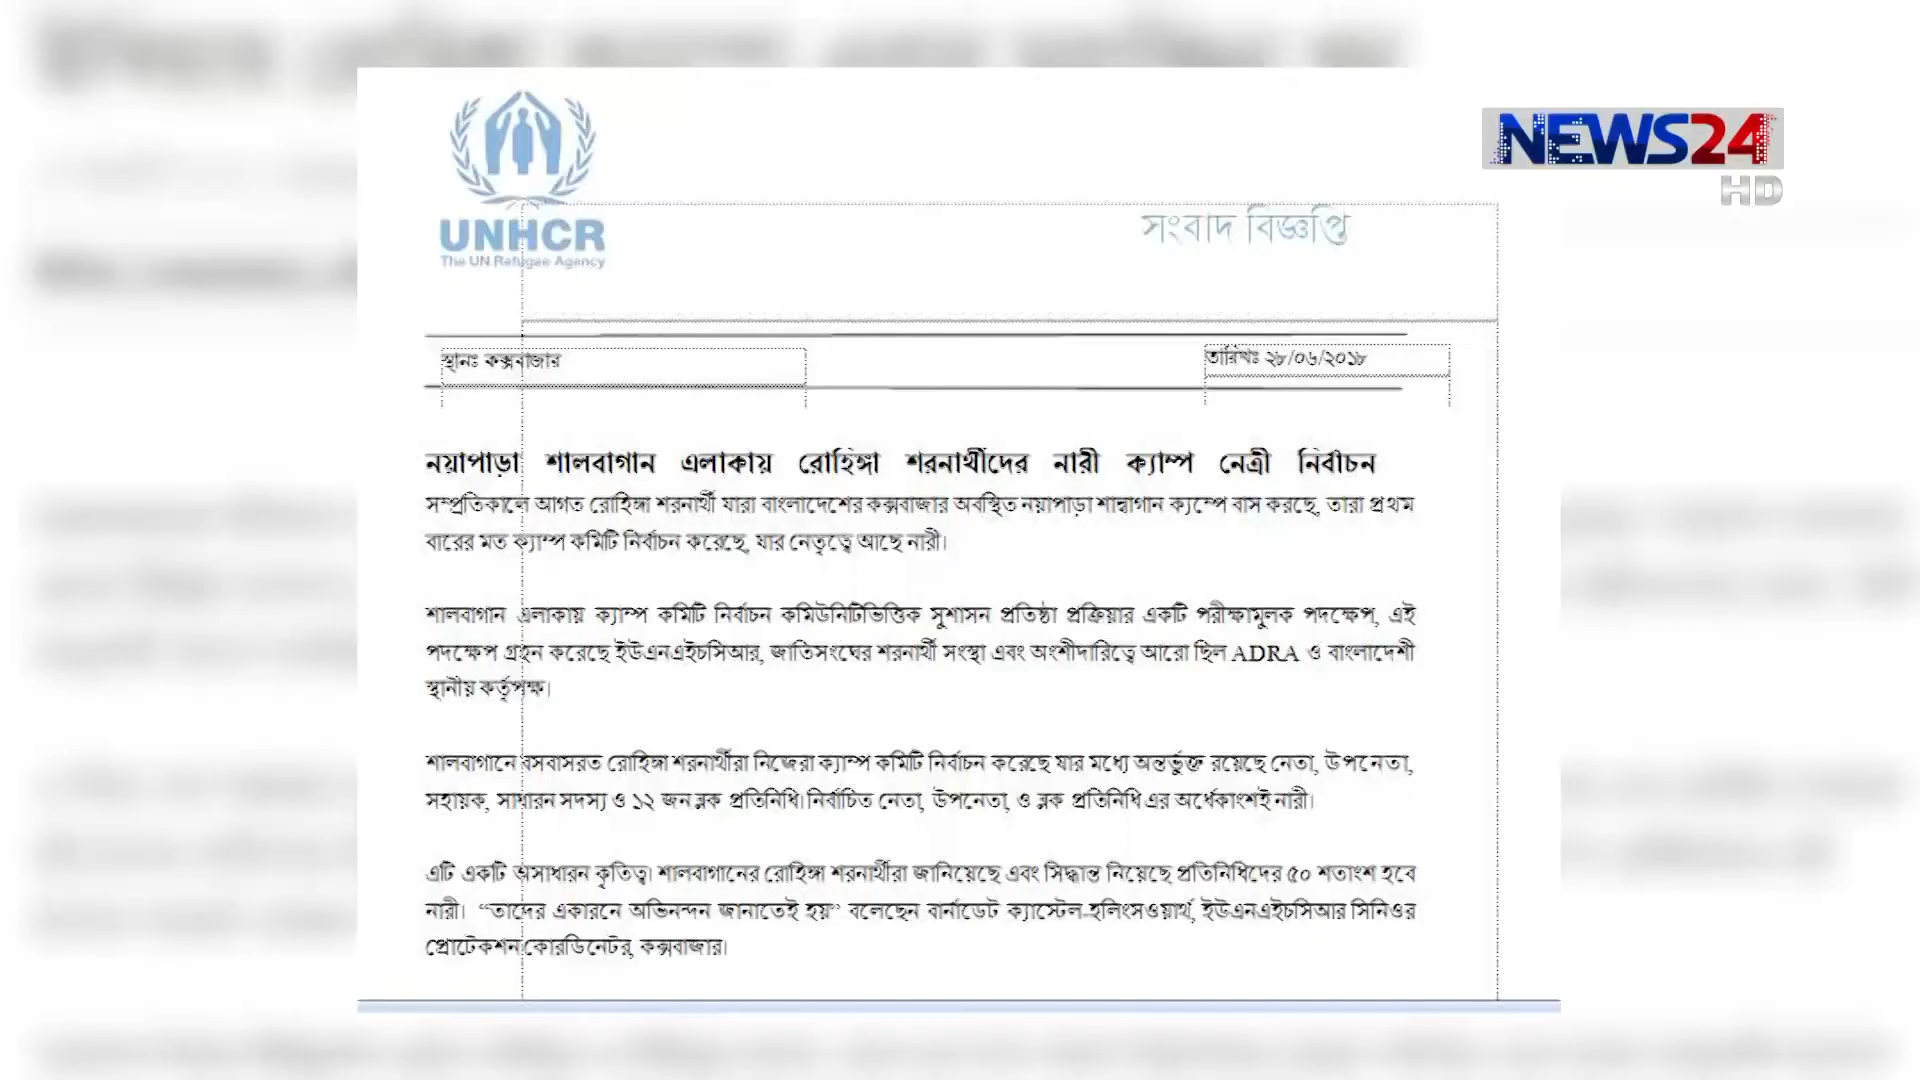 NEWS24
HD
UNHCR
The UN Refugee Agency
সংবাদ বিজ্ঞপ্তি
স্থানঃ কক্সবাজার
তারিখঃ ২৮/০৬/২০১৮
নয়াপাড়া শালবাগান এলাকায় রোহিঙ্গা শরনার্থীদের নারী ক্যাম্প নেত্রী নির্বাচন
সম্প্রতিকালে আগত রোহিঙ্গা শরনার্থী যারা বাংলাদেশের কক্সবাজার অবস্থিত নয়াপাড়া শাল্বাগান ক্যম্পে বাস করছে, তারা প্রথম
বারের মত ক্যাম্প কমিটি নির্বাচন করেছে, যার নেতৃত্বে আছে নারী।
শালবাগান এলাকায় ক্যাম্প কমিটি নির্বাচন কমিউনিটিভিত্তিক সুশাসন প্রতিষ্ঠা প্রক্রিয়ার একটি পরীক্ষামুলক পদক্ষেপ, এই
পদক্ষেপ গ্রহন করেছে ইউএনএইচসিআর, জাতিসংঘের শরনার্থী সংস্থা এবং অংশীদারিত্বে আরো ছিল ADRA ও বাংলাদেশী
স্থানীয় কর্তৃপক্ষ।
শালবাগানে বসবাসরত রোহিঙ্গা শরনার্থীরা নিজেরা ক্যাম্প কমিটি নির্বাচন করেছে যার মধ্যে অন্তর্ভুক্ত রয়েছে নেতা, উপনেতা,
সহায়ক, সাধারন সদস্য ও ১২ জন ব্লক প্রতিনিধি। নির্বাচিত নেতা, উপনেতা, ও ব্লক প্রতিনিধি এর অর্ধেকাংশই নারী।
এটি একটি অসাধারন কৃতিত্ব। শালবাগানের রোহিঙ্গা শরনার্থীরা জানিয়েছে এবং সিদ্ধান্ত নিয়েছে প্রতিনিধিদের ৫০ শতাংশ হবে
নারী। “তাদের একারনে অভিনন্দন জানাতেই হয়” বলেছেন বার্নাডেট ক্যাস্টেল-হলিংসওয়ার্থ, ইউএনএইচসিআর সিনিওর
প্রোটেকশন কোরডিনেটর, কক্সবাজার।